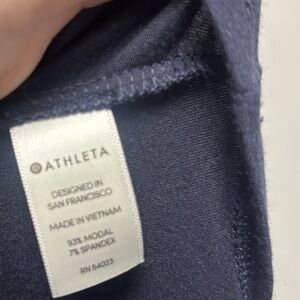 ATHLETA
DESIGNED IN
SAN FRANCISCO
MADE IN VIETNAM
93% MODAL
7% SPANDEX
RN 54023